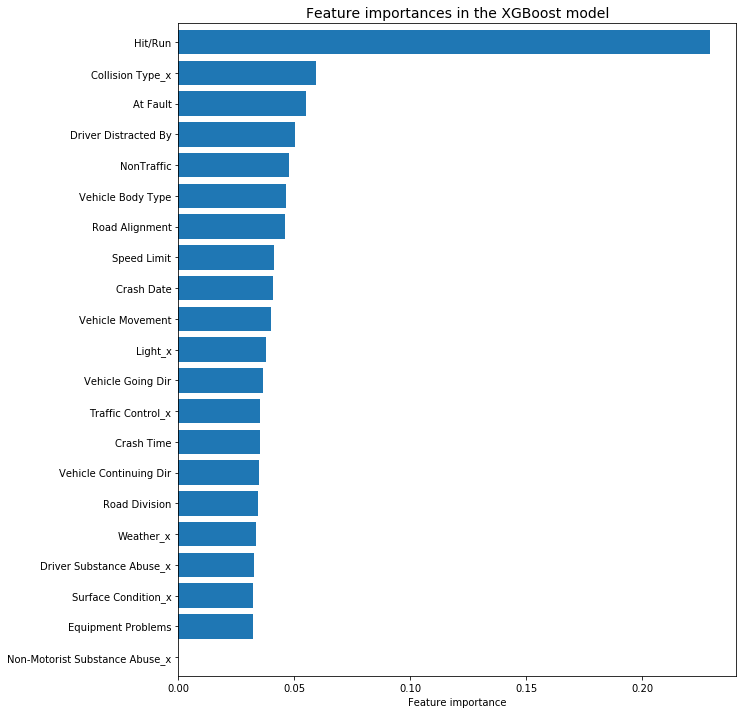 Feature importances in the XGBoost model
Hit/Run
Collision Type_x
At Fault
Driver Distracted By
NonTraffic
Vehicle Body Type
Road Alignment
Speed Limit
Crash Date
Vehicle Movement
Light_x
Vehicle Going Dir
Traffic Control_x
Crash Time
Vehicle Continuing Dir
Road Division
Weather_x
Driver Substance Abuse_x
Surface Condition_x
Equipment Problems
Non-Motorist Substance Abuse_x
0.00 0.05 0.10 0.15 0.20
Feature importance